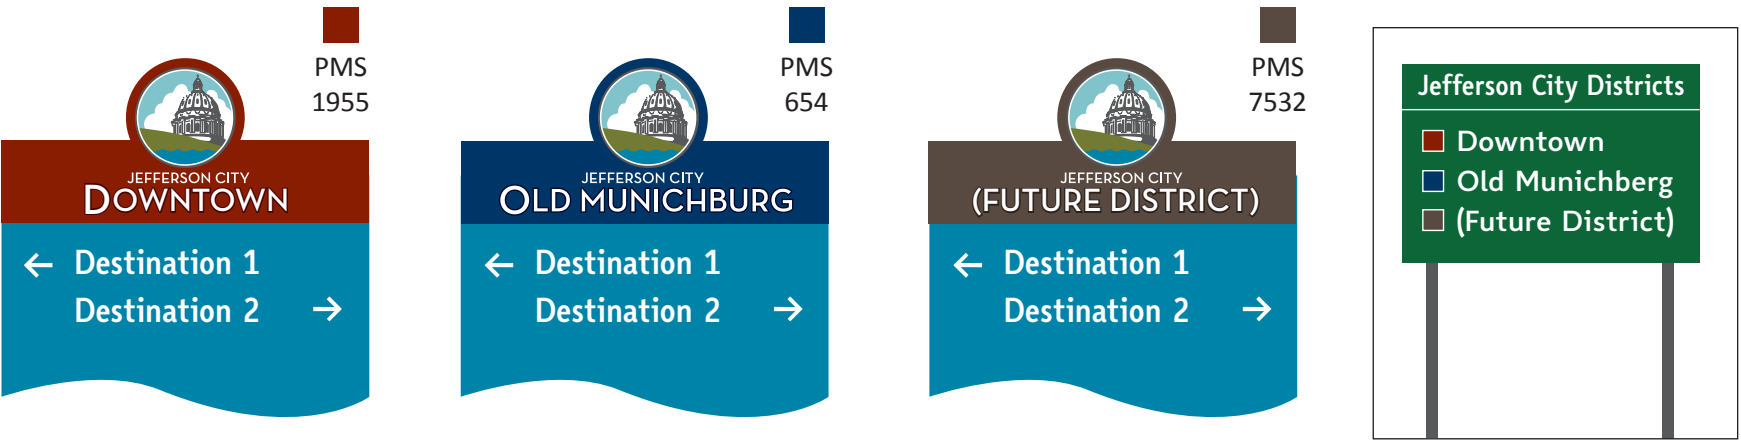 PMS
1955
JEFFERSON CITY
DOWNTOWN
← Destination 1
Destination 2 →
PMS
654
JEFFERSON CITY
OLD MUNICHBURG
← Destination 1
Destination 2 →
PMS
7532
JEFFERSON CITY
(FUTURE DISTRICT)
← Destination 1
Destination 2 →
Jefferson City Districts
Downtown
Old Munichberg
(Future District)